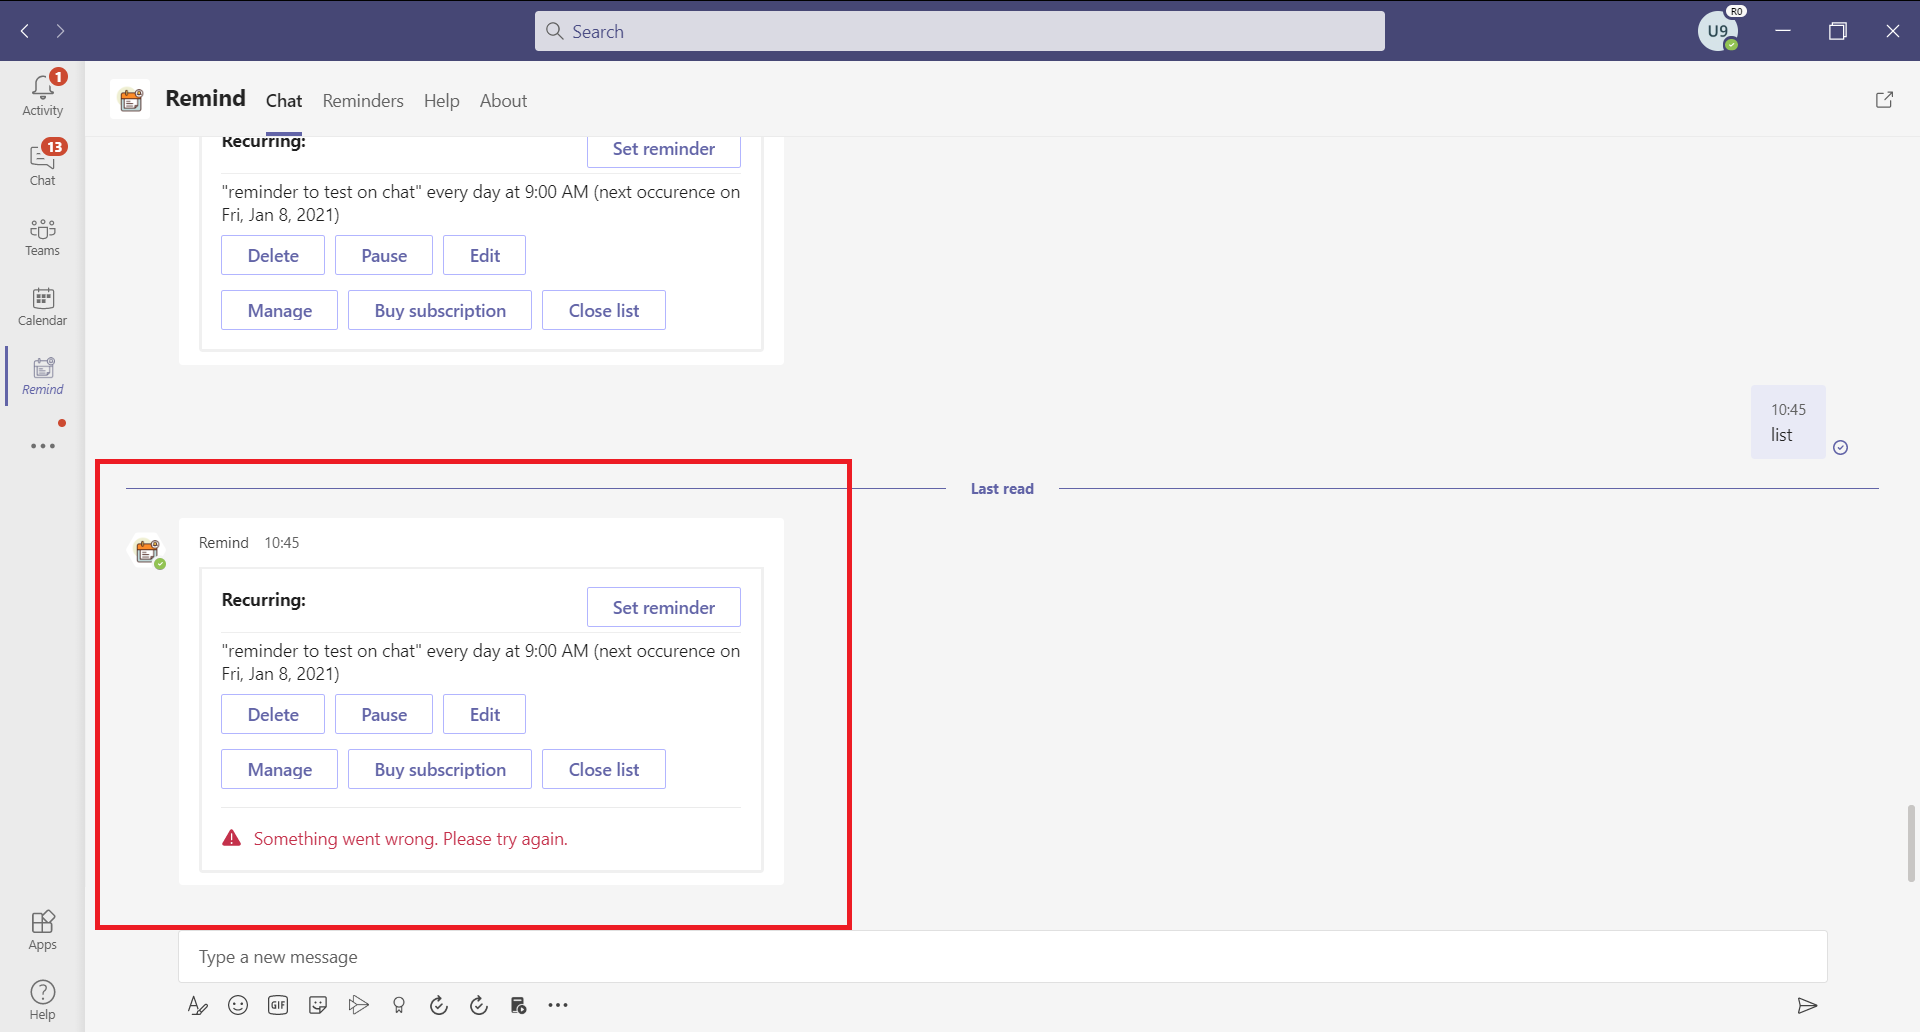 Search
U9
R0
1
Activity
13
Chat
Teams
Calendar
Remind
Apps
Help
Remind Chat Reminders Help About
Recurring:
Set reminder
"reminder to test on chat" every day at 9:00 AM (next occurence on
Fri, Jan 8, 2021)
Delete Pause Edit
Manage Buy subscription Close list
10:45
list
Last read
Remind 10:45
Recurring:
Set reminder
"reminder to test on chat" every day at 9:00 AM (next occurence on
Fri, Jan 8, 2021)
Delete Pause Edit
Manage Buy subscription Close list
Something went wrong. Please try again.
Type a new message
GIF